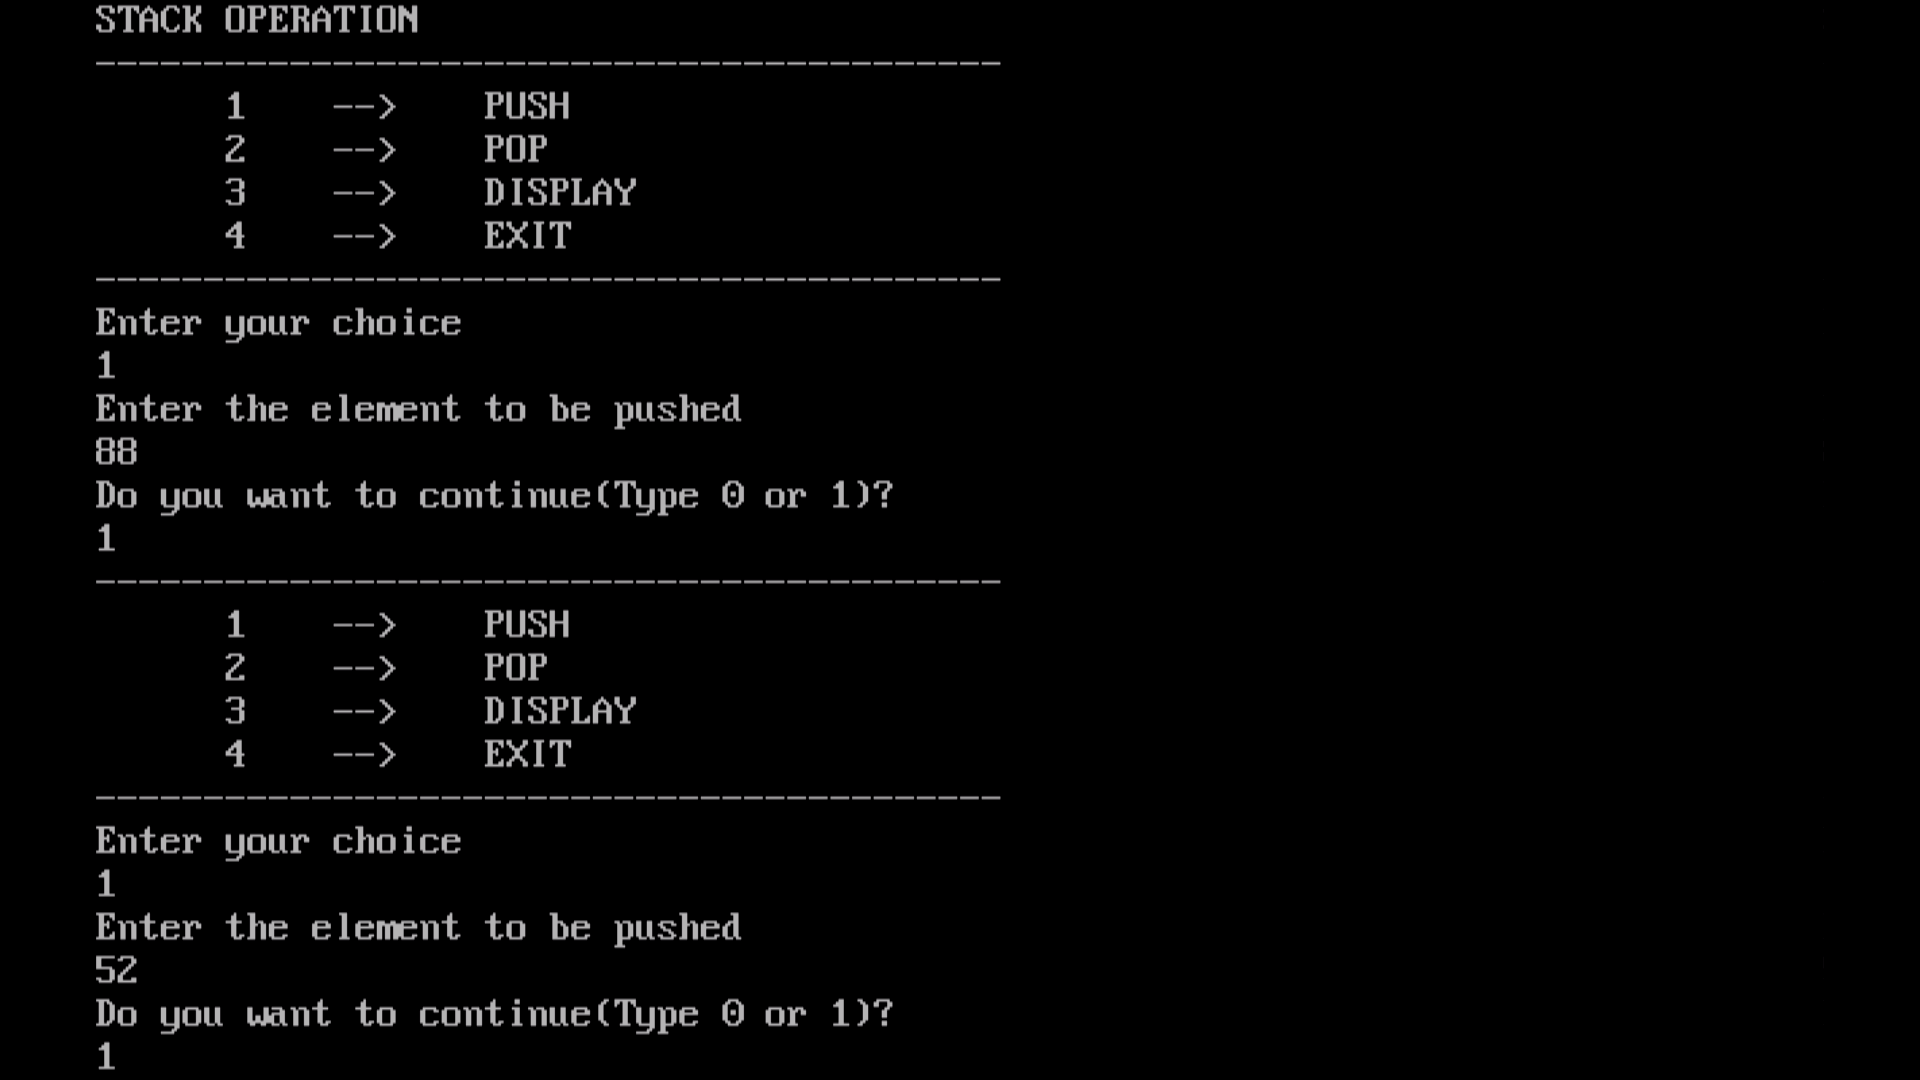 STACK OPERATION
------------------------------------------
1 --> PUSH
2 --> POP
3 --> DISPLAY
4 --> EXIT
------------------------------------------
Enter your choice
1
Enter the element to be pushed
88
Do you want to continue(Type 0 or 1)?
1
------------------------------------------
1 --> PUSH
2 --> POP
3 --> DISPLAY
4 --> EXIT
------------------------------------------
Enter your choice
1
Enter the element to be pushed
52
Do you want to continue(Type 0 or 1)?
1